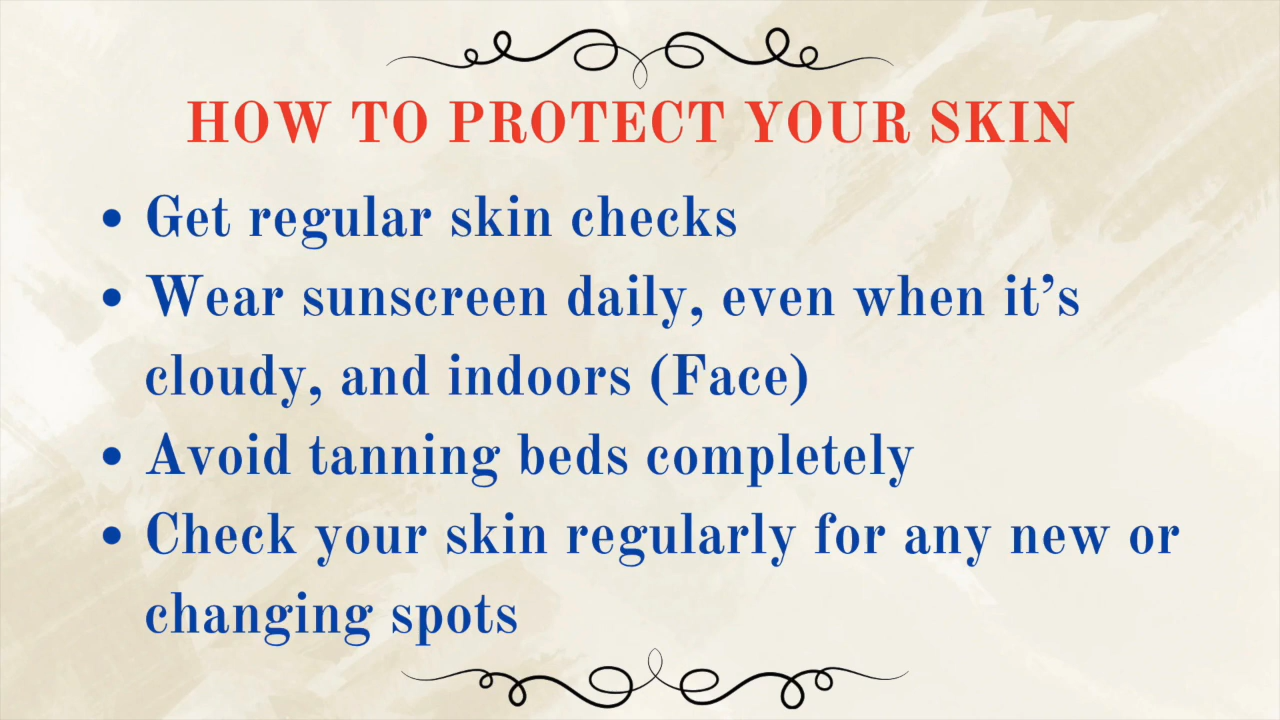 HOW TO PROTECT YOUR SKIN
• Get regular skin checks
• Wear sunscreen daily, even when it’s
cloudy, and indoors (Face)
• Avoid tanning beds completely
• Check your skin regularly for any new or
changing spots